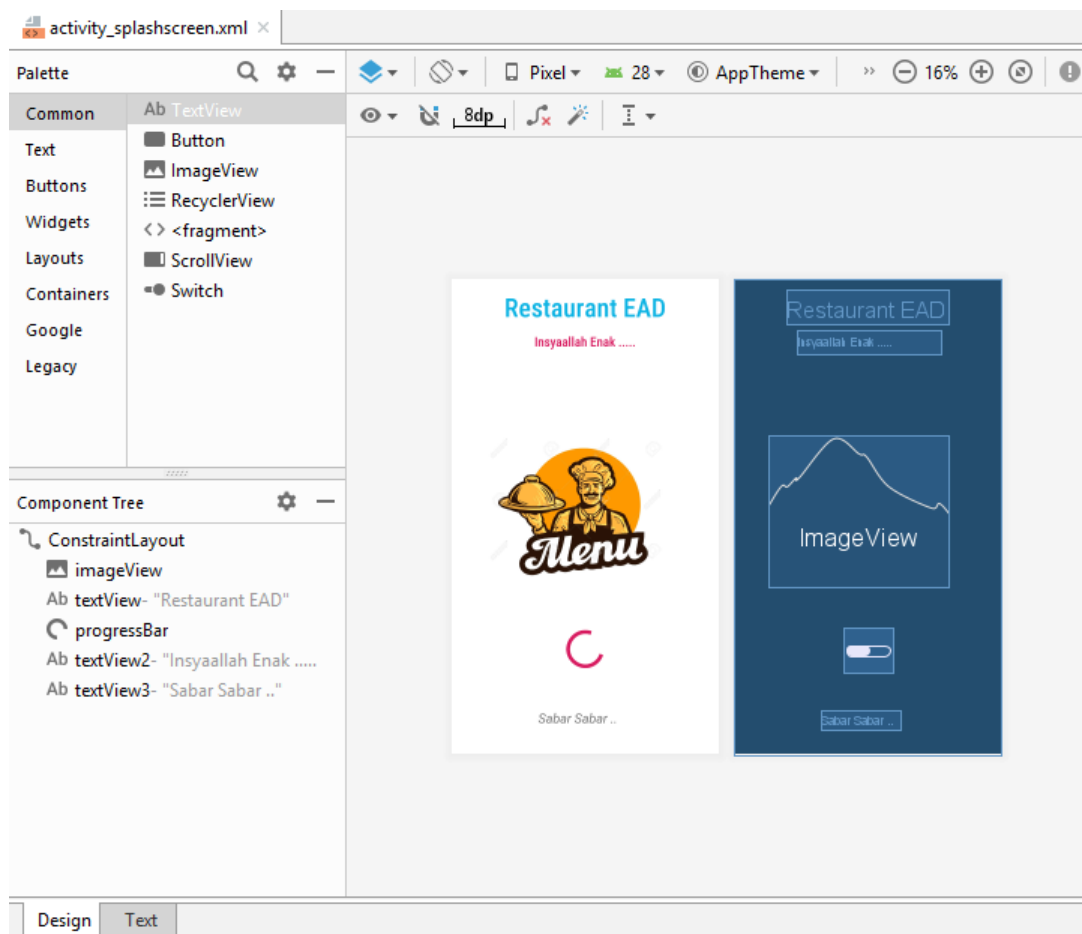 activity_splashscreen.xml
Palette
Pixel
28
AppTheme
16%
Common
Ab TextView
8dp
Text
Button
Buttons
ImageView
Widgets
RecyclerView
Layouts
<fragment>
Containers
ScrollView
Google
Switch
Legacy
Restaurant EAD
Insyaallah Enak .....
Menu
Sabar Sabar ..
Restaurant EAD
Insyaallah Enak .....
ImageView
Sabar Sabar ..
Component Tree
ConstraintLayout
imageView
Ab textView- "Restaurant EAD"
progressBar
Ab textView2- "Insyaallah Enak .....
Ab textView3- "Sabar Sabar .."
Design
Text